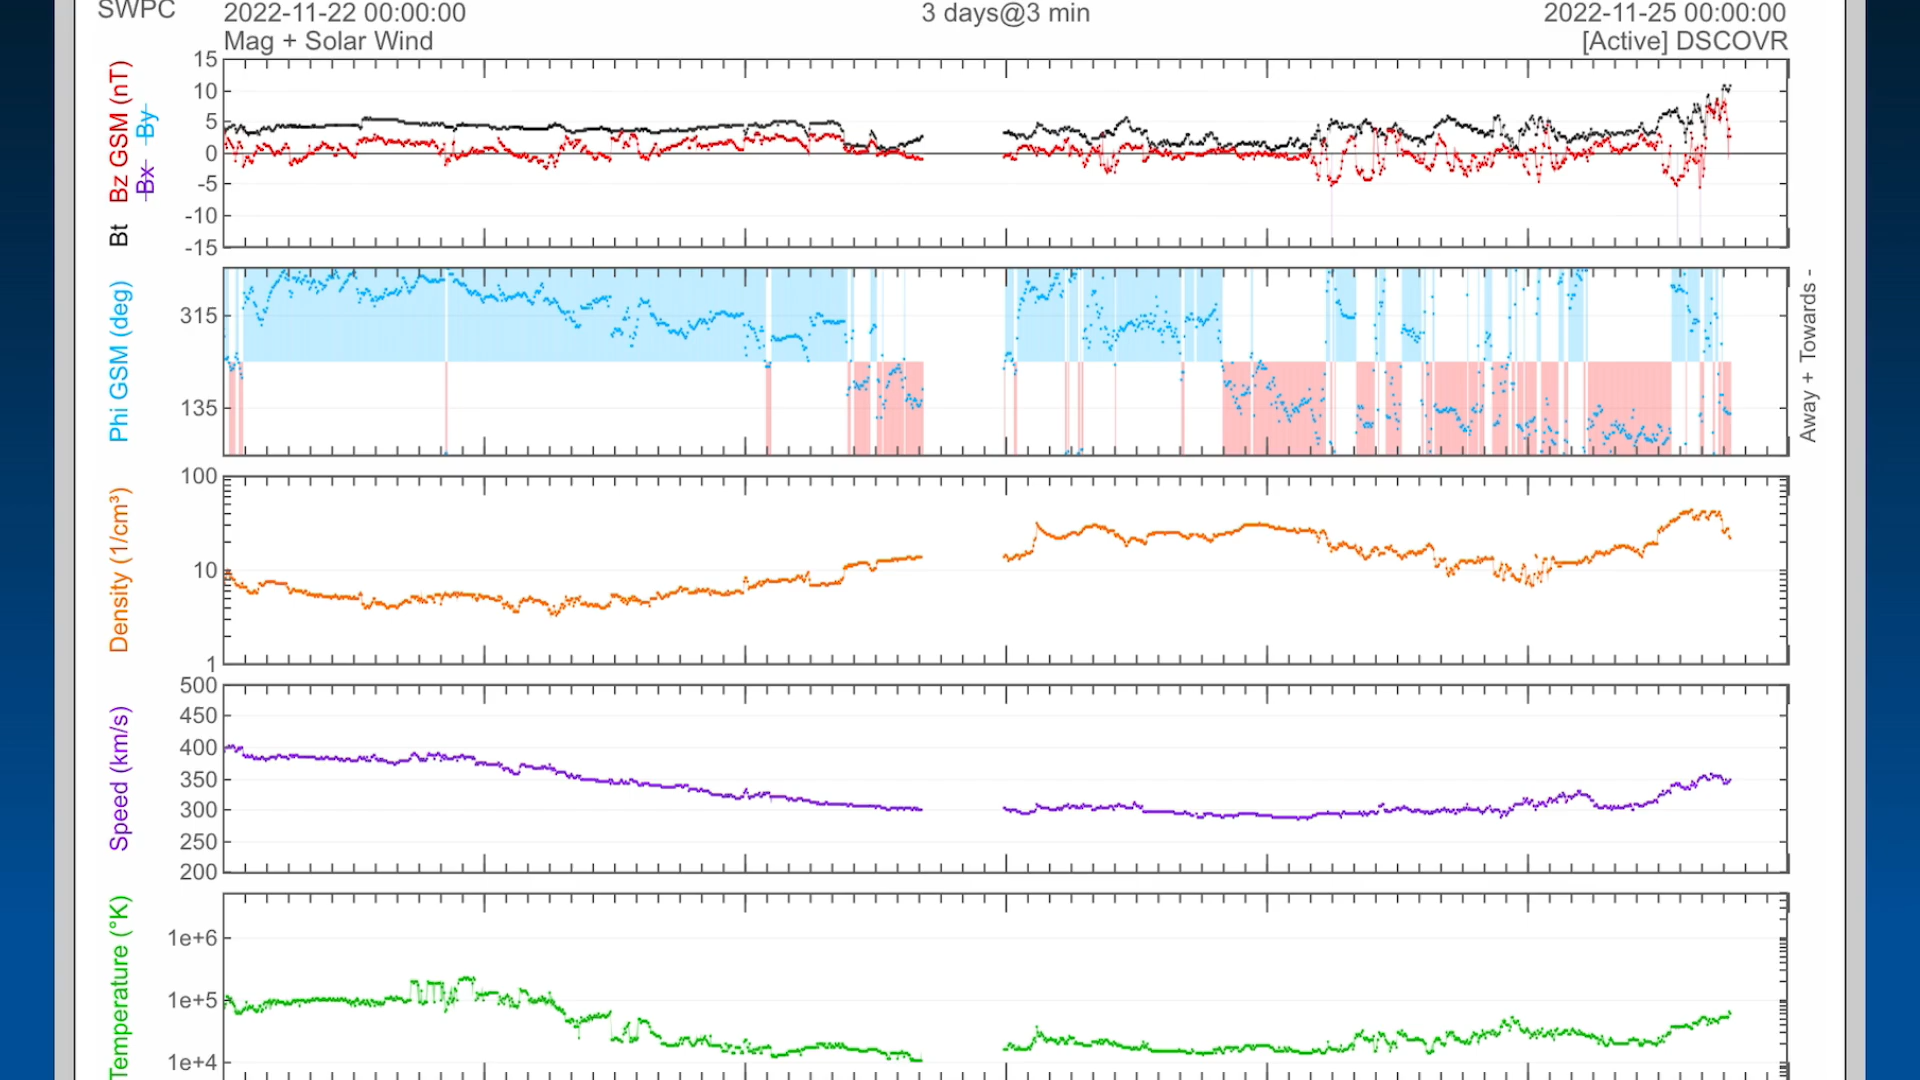 SWPC
2022-11-22 00:00:00
3 days@3 min
2022-11-25 00:00:00
Mag + Solar Wind
[Active] DSCOVR
Bt Bz GSM (nT)
Bx By
15
10
5
0
-5
-10
-15
Phi GSM (deg)
315
135
Away + Towards -
Density (1/cm³)
100
10
1
Speed (km/s)
500
450
400
350
300
250
200
Temperature (°K)
1e+6
1e+5
1e+4